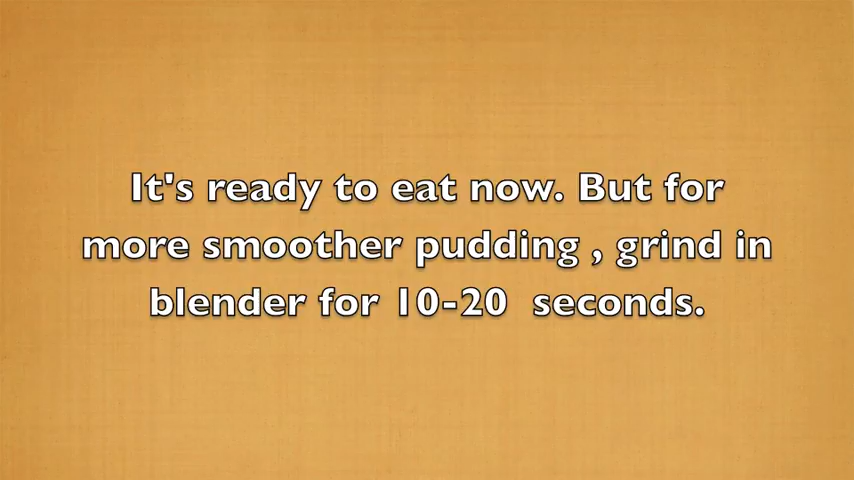 It's ready to eat now. But for
more smoother pudding , grind in
blender for 10-20  seconds.